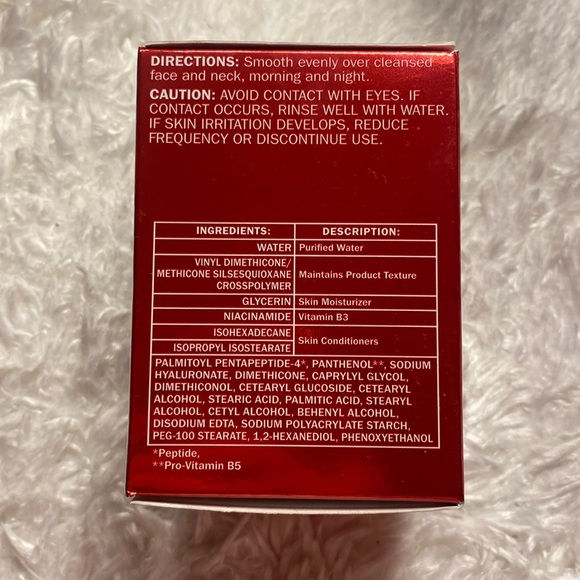 DIRECTIONS: Smooth evenly over cleansed
face and neck, morning and night.
CAUTION: AVOID CONTACT WITH EYES. IF
CONTACT OCCURS, RINSE WELL WITH WATER.
IF SKIN IRRITATION DEVELOPS, REDUCE
FREQUENCY OR DISCONTINUE USE.
INGREDIENTS: DESCRIPTION:
WATER Purified Water
VINYL DIMETHICONE/
METHICONE SILSESQUIOXANE Maintains Product Texture
CROSSPOLYMER
GLYCERIN Skin Moisturizer
NIACINAMIDE Vitamin B3
ISOHEXADECANE
ISOPROPYL ISOSTEARATE Skin Conditioners
PALMITOYL PENTAPEPTIDE-4*, PANTHENOL**, SODIUM
HYALURONATE, DIMETHICONE, CAPRYLYL GLYCOL,
DIMETHICONOL, CETEARYL GLUCOSIDE, CETEARYL
ALCOHOL, STEARIC ACID, PALMITIC ACID, STEARYL
ALCOHOL, CETYL ALCOHOL, BEHENYL ALCOHOL,
DISODIUM EDTA, SODIUM POLYACRYLATE STARCH,
PEG-100 STEARATE, 1,2-HEXANEDIOL, PHENOXYETHANOL
*Peptide,
**Pro-Vitamin B5